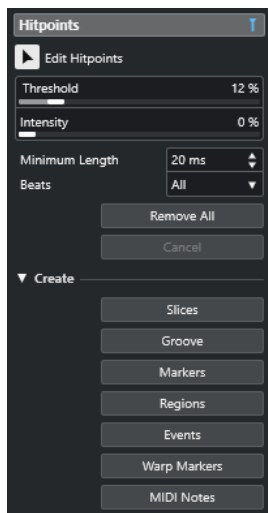 Hitpoints
Edit Hitpoints
Threshold 12 %
Intensity 0 %
Minimum Length 20 ms
Beats All
Remove All
Cancel
Create
Slices
Groove
Markers
Regions
Events
Warp Markers
MIDI Notes